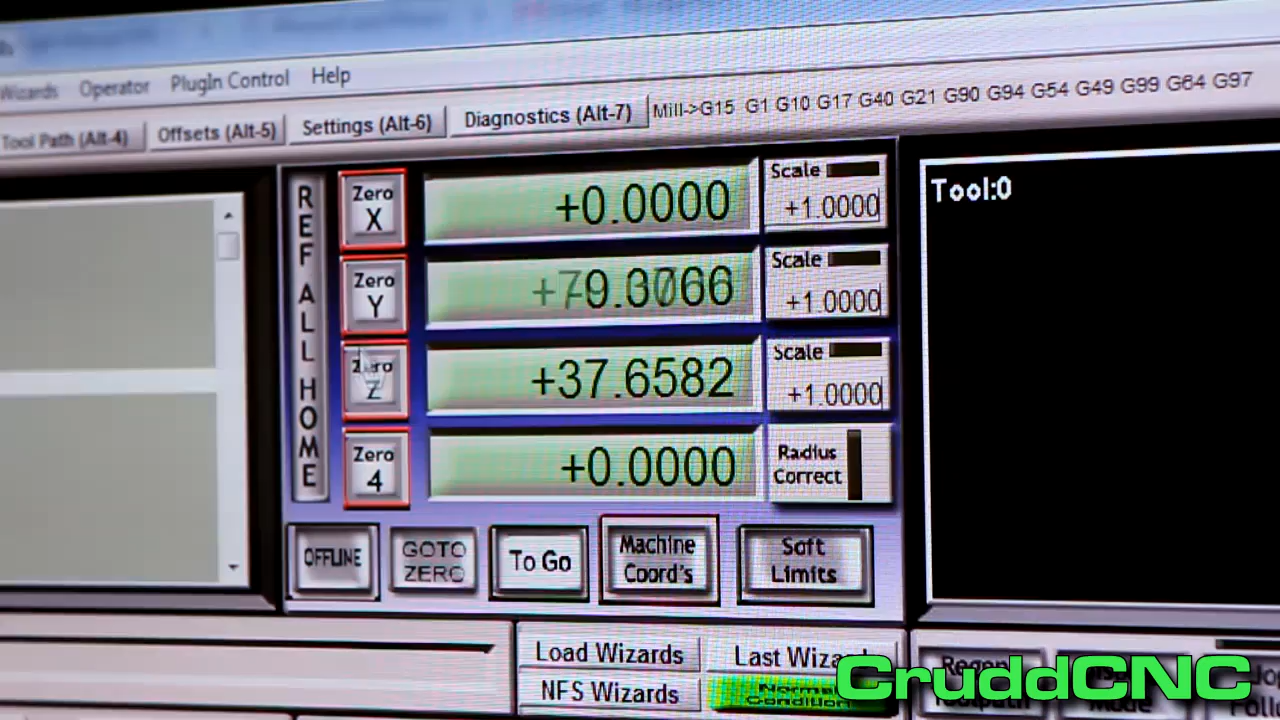 Wizards Operator PlugIn Control Help
Tool Path (Alt-4) Offsets (Alt-5) Settings (Alt-6) Diagnostics (Alt-7) Mill->G15 G1 G10 G17 G40 G21 G90 G94 G54 G49 G99 G64 G97
REF ALL HOME
Zero X +0.0000 Scale +1.0000
Zero Y Scale +1.0000
Zero Z +37.6582 Scale +1.0000
Zero 4 +0.0000 Radius Correct
Tool:0
OFFLINE GOTO ZERO To Go Machine Coord's Soft Limits
Load Wizards Last
NFS Wizards Normal Condition
CruddCNC